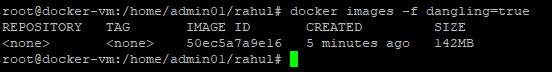 root@docker-vm:/home/admin01/rahul# docker images -f dangling=true
REPOSITORY TAG IMAGE ID CREATED SIZE
<none> <none> 50ec5a7a9e16 5 minutes ago 142MB
root@docker-vm:/home/admin01/rahul#